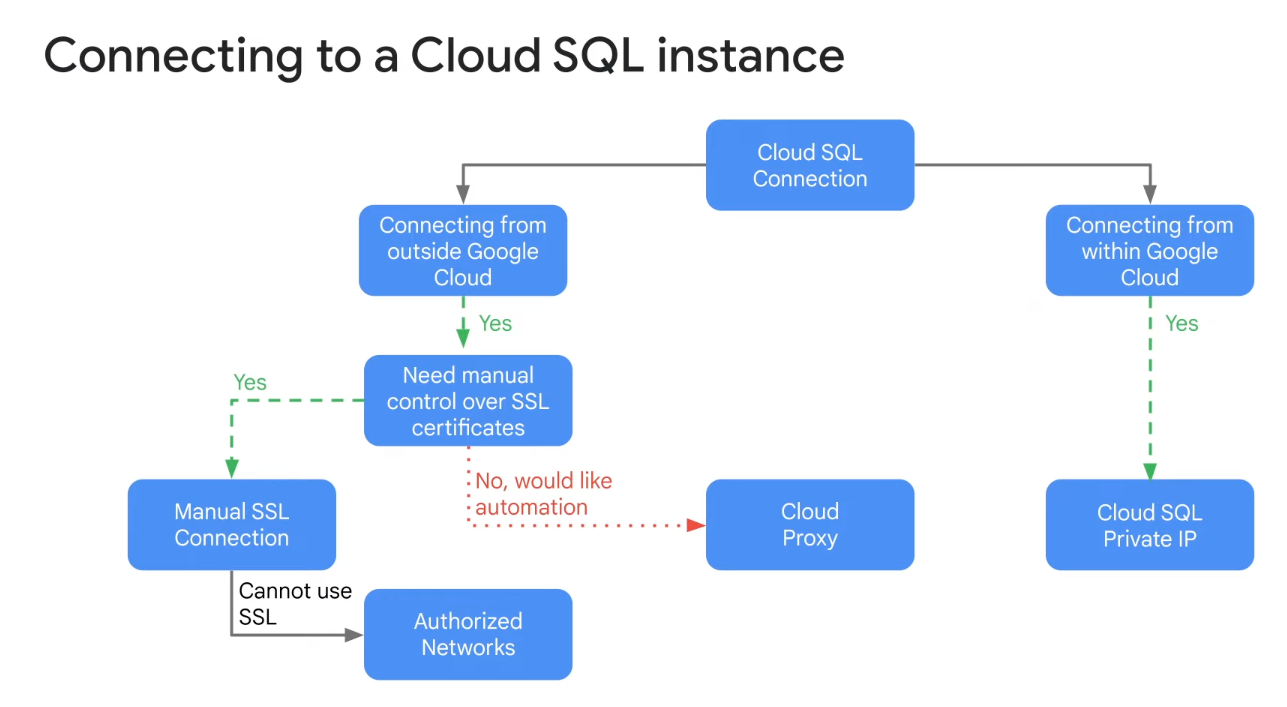 Connecting to a Cloud SQL instance
Cloud SQL
Connection
Connecting from
outside Google
Cloud
Connecting from
within Google
Cloud
Yes
Yes
Need manual
control over SSL
certificates
Yes
No, would like
automation
Manual SSL
Connection
Cloud
Proxy
Cloud SQL
Private IP
Cannot use
SSL
Authorized
Networks